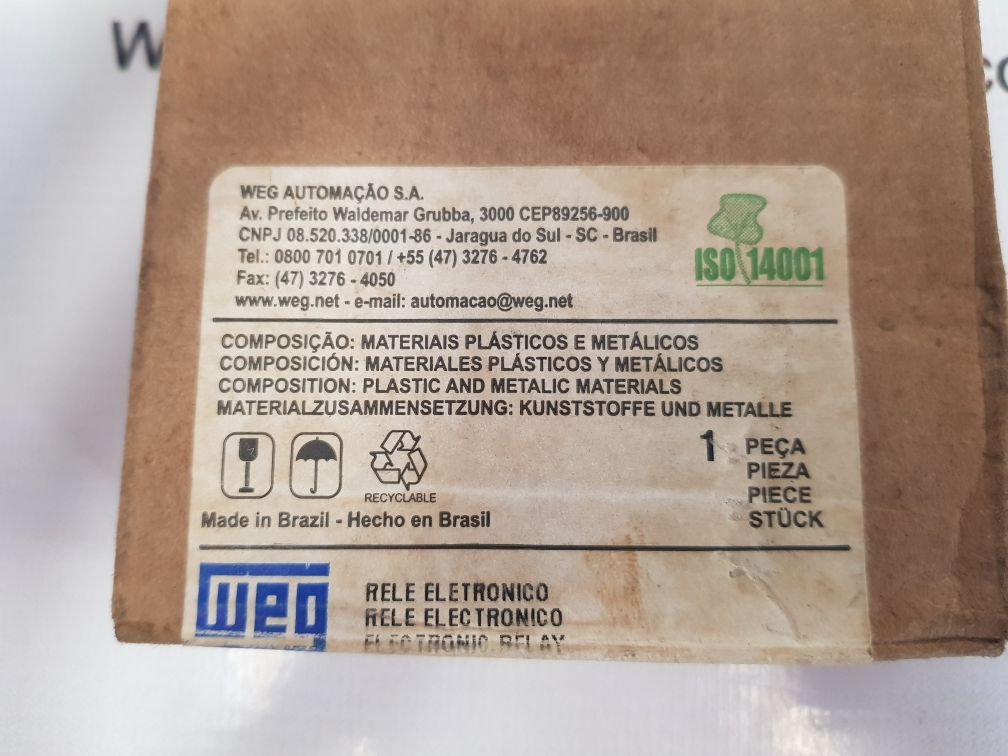 WEG AUTOMAÇÃO S.A.
Av. Prefeito Waldemar Grubba, 3000 CEP89256-900
CNPJ 08.520.338/0001-86 - Jaragua do Sul - SC - Brasil
Tel.: 0800 701 0701 / +55 (47) 3276 - 4762
Fax: (47) 3276 - 4050
www.weg.net - e-mail: automacao@weg.net
ISO 14001
COMPOSIÇÃO: MATERIAIS PLÁSTICOS E METÁLICOS
COMPOSICIÓN: MATERIALES PLÁSTICOS Y METÁLICOS
COMPOSITION: PLASTIC AND METALIC MATERIALS
MATERIALZUSAMMENSETZUNG: KUNSTSTOFFE UND METALLE
RECYCLABLE
1 PEÇA
PIEZA
PIECE
STÜCK
Made in Brazil - Hecho en Brasil
WEG
RELE ELETRONICO
RELE ELECTRONICO
ELECTRONIC RELAY